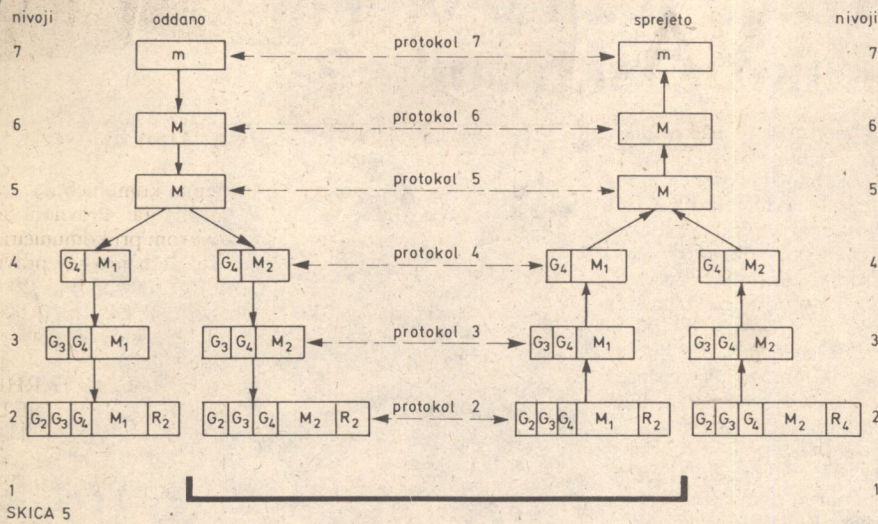 nivoji oddano sprejeto nivoji
7 m protokol 7 m 7
6 M protokol 6 M 6
5 M protokol 5 M 5
4 G₄ M₁ G₄ M₂ protokol 4 G₄ M₁ G₄ M₂ 4
3 G₃ G₄ M₁ G₃ G₄ M₂ protokol 3 G₃ G₄ M₁ G₃ G₄ M₂ 3
2 G₂ G₃ G₄ M₁ R₂ G₂ G₃ G₄ M₂ R₂ protokol 2 G₂ G₃ G₄ M₁ R₂ G₂ G₃ G₄ M₂ R₄ 2
1 1
SKICA 5